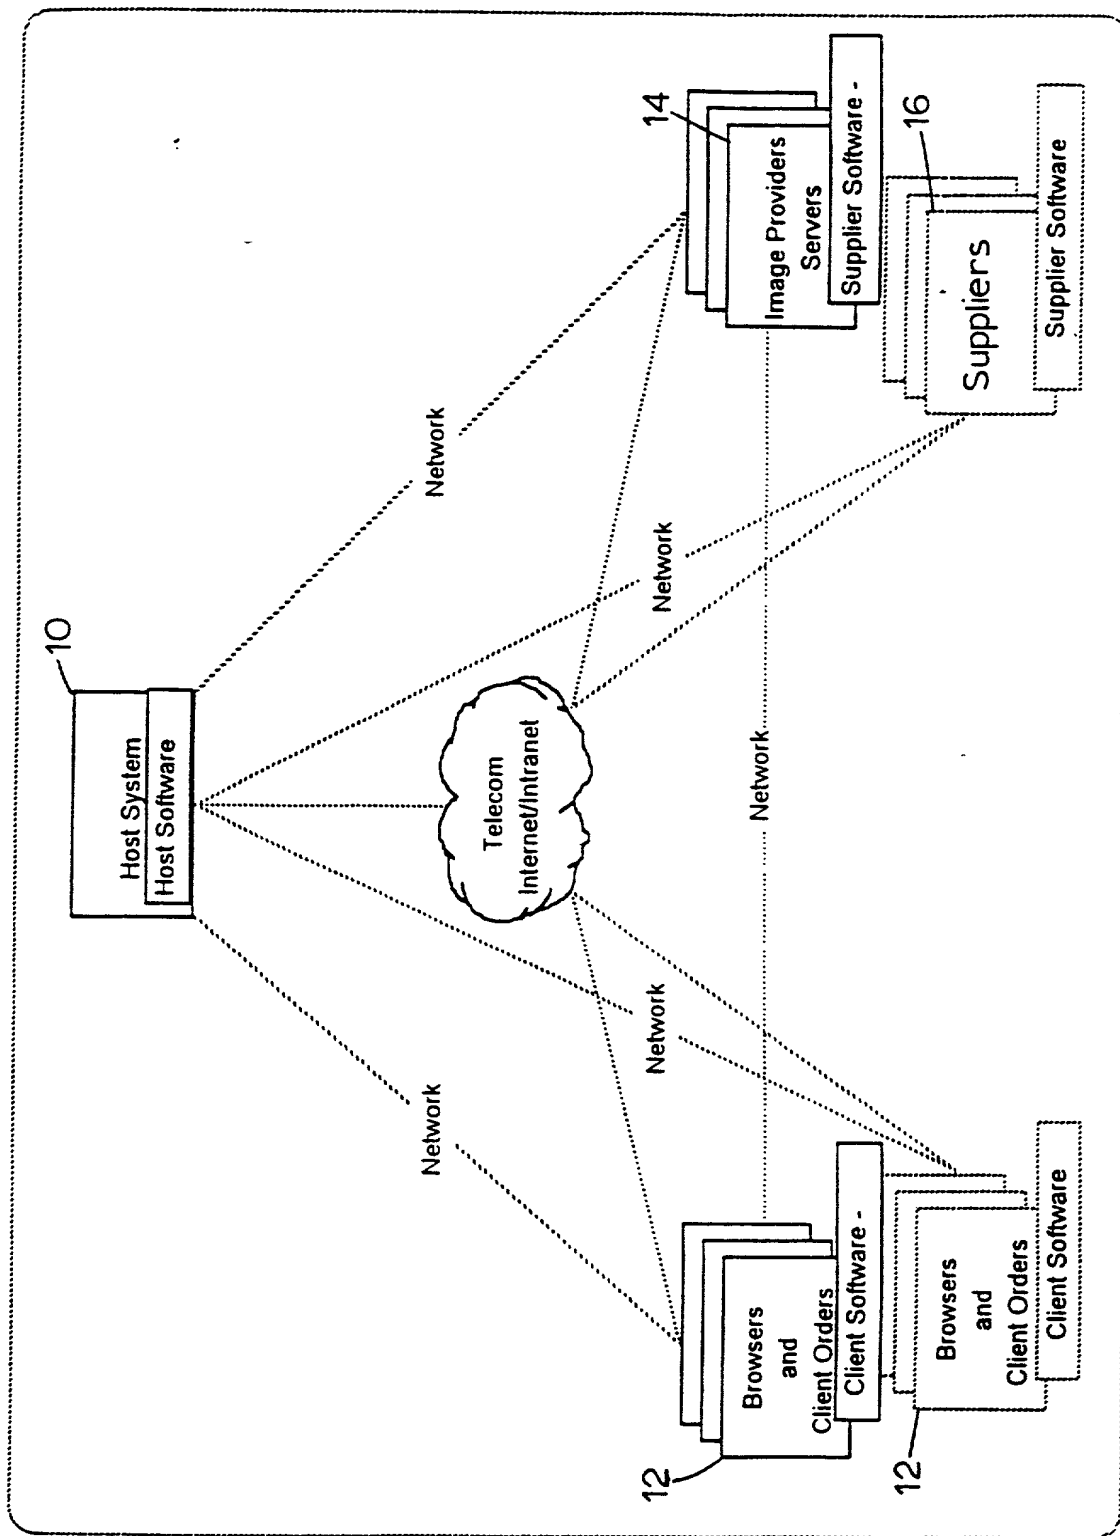 10
Host System
Host Software
Network
Network
Telecom
Internet/Intranet
Network
Network
Network
12
Browsers
and
Client Orders
Client Software -
12
Browsers
and
Client Orders
Client Software
14
Image Providers
Servers
Supplier Software -
16
Suppliers
Supplier Software